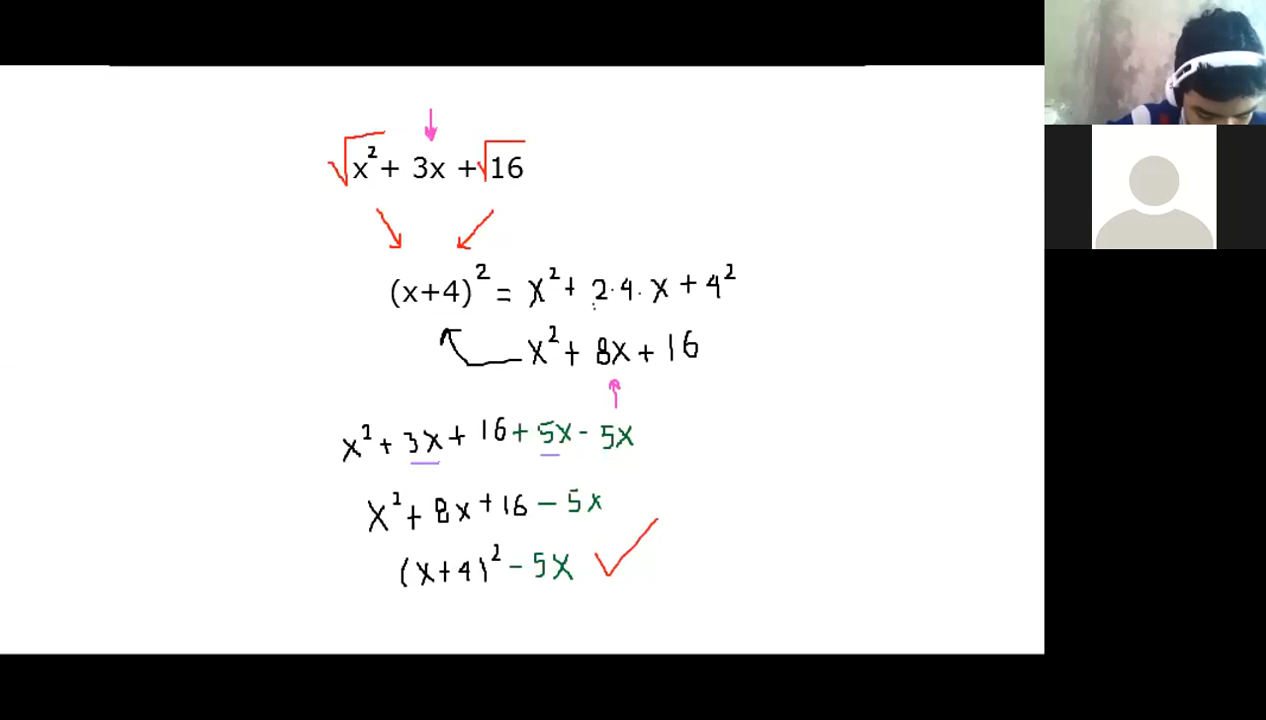 √x² + 3x + √16
(x+4)² = x² + 2·4·x + 4²
x² + 8x + 16
x² + 3x + 16 + 5x - 5x
x² + 8x + 16 - 5x
(x+4)² - 5x